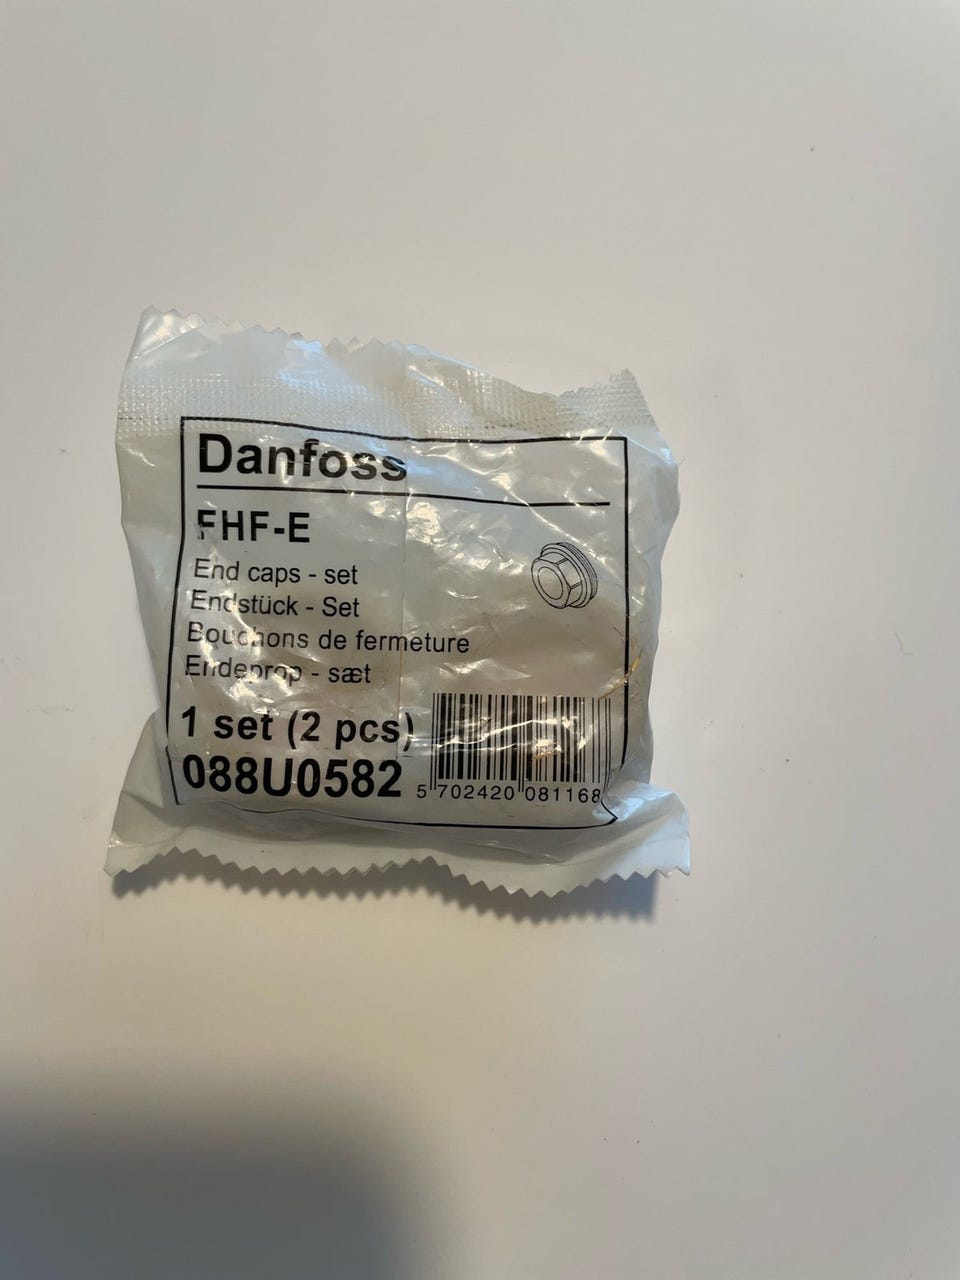 Danfoss
FHF-E
End caps - set
Endstück - Set
Bouchons de fermeture
Endeprop - sæt
1 set (2 pcs)
088U0582
5 702420 081168